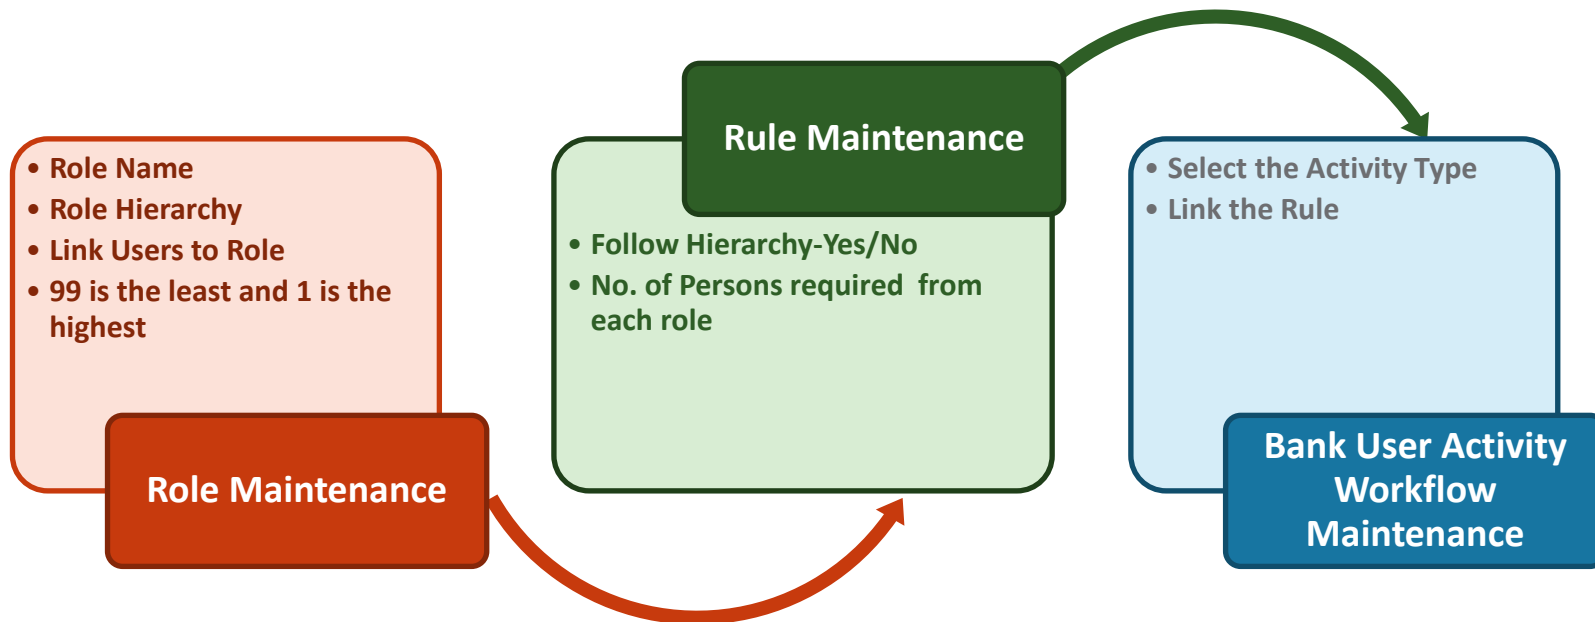 • Role Name
• Role Hierarchy
• Link Users to Role
• 99 is the least and 1 is the
highest
Role Maintenance
Rule Maintenance
• Follow Hierarchy-Yes/No
• No. of Persons required  from
each role
• Select the Activity Type
• Link the Rule
Bank User Activity
Workflow
Maintenance